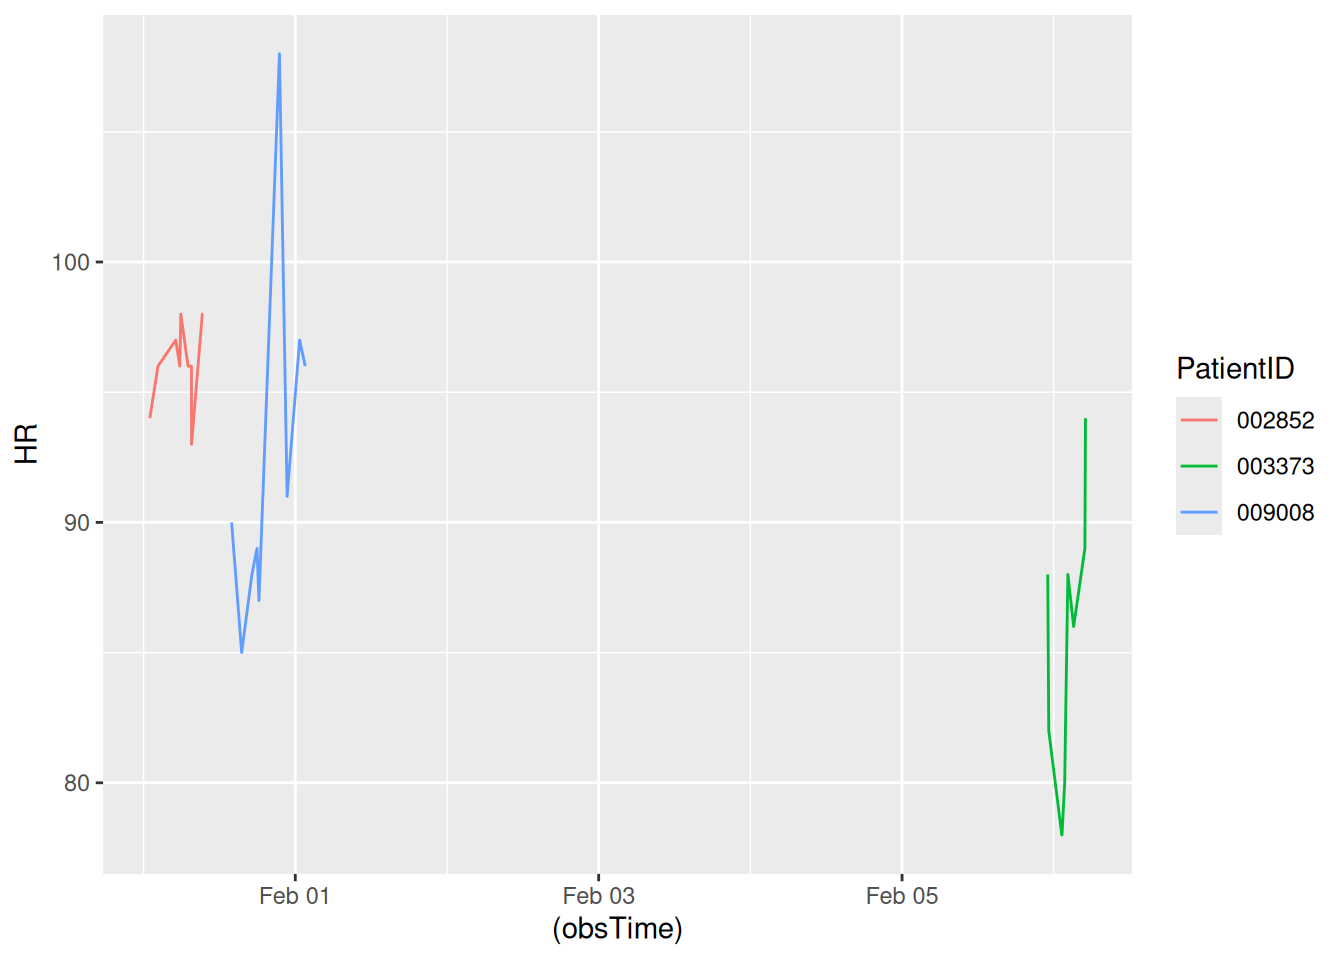 HR
100
90
80
Feb 01
Feb 03
Feb 05
(obsTime)
PatientID
002852
003373
009008